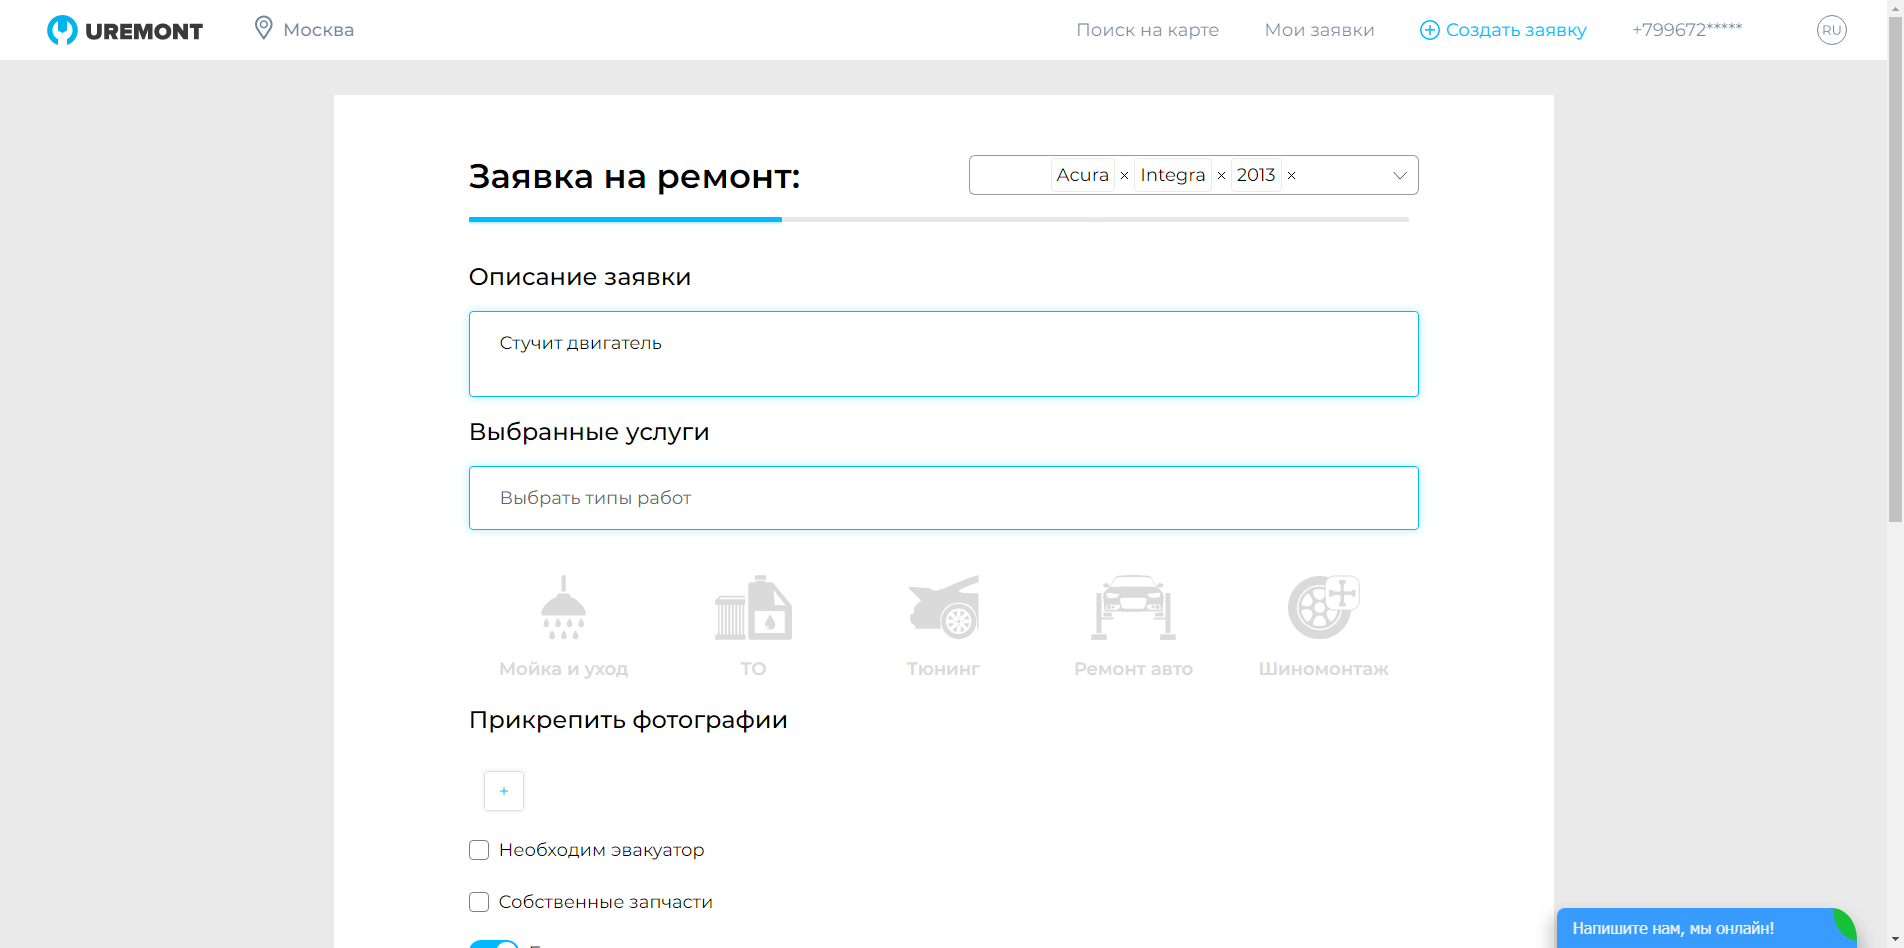 UREMONT
Москва
Поиск на карте
Мои заявки
Создать заявку
+799672*****
RU
Заявка на ремонт:
Acura × Integra × 2013 ×
Описание заявки
Стучит двигатель
Выбранные услуги
Выбрать типы работ
Мойка и уход
ТО
Тюнинг
Ремонт авто
Шиномонтаж
Прикрепить фотографии
+
Необходим эвакуатор
Собственные запчасти
Напишите нам, мы онлайн!